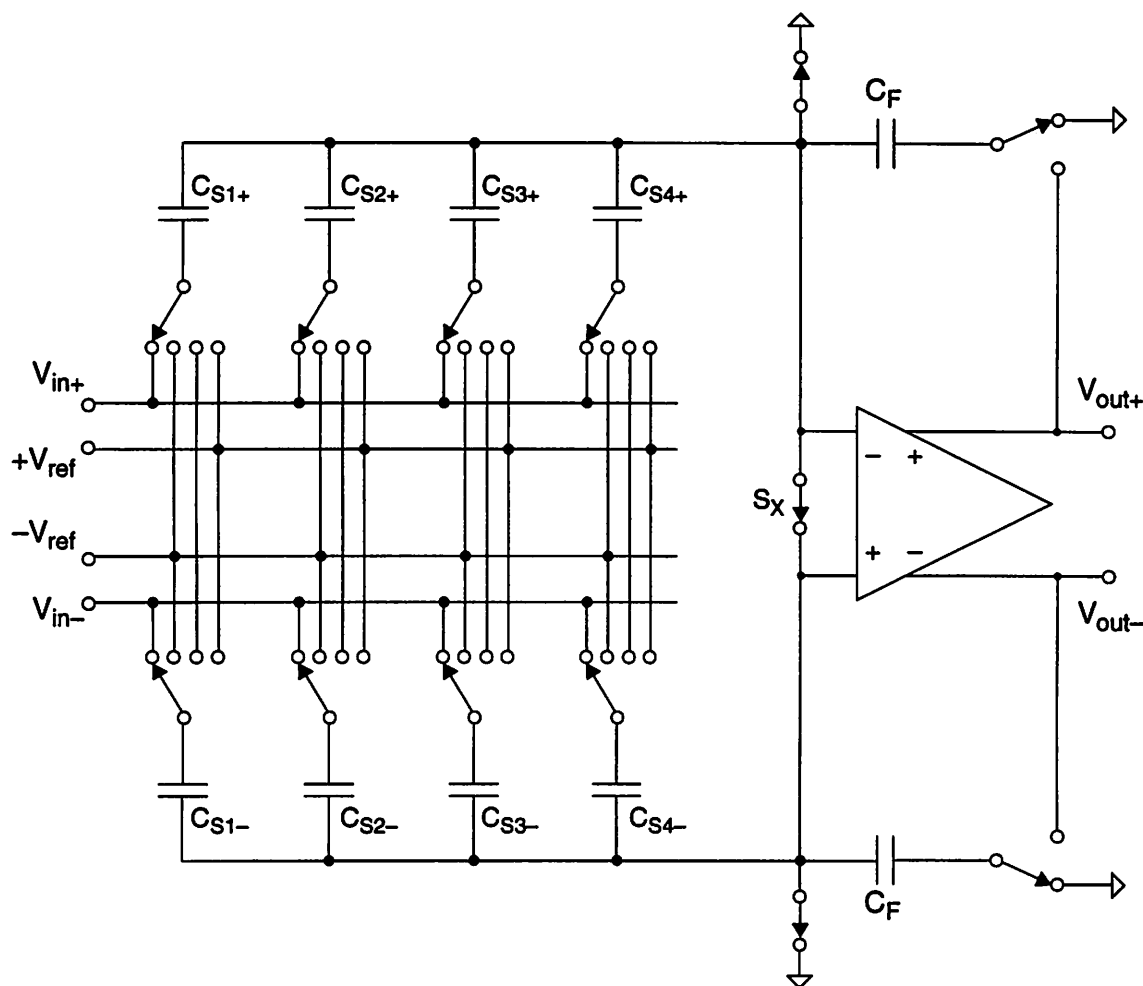 C_F
C_S1+ C_S2+ C_S3+ C_S4+
V_in+
+V_ref
−V_ref
V_in−
S_X
− +
+ −
V_out+
V_out−
C_S1− C_S2− C_S3− C_S4−
C_F